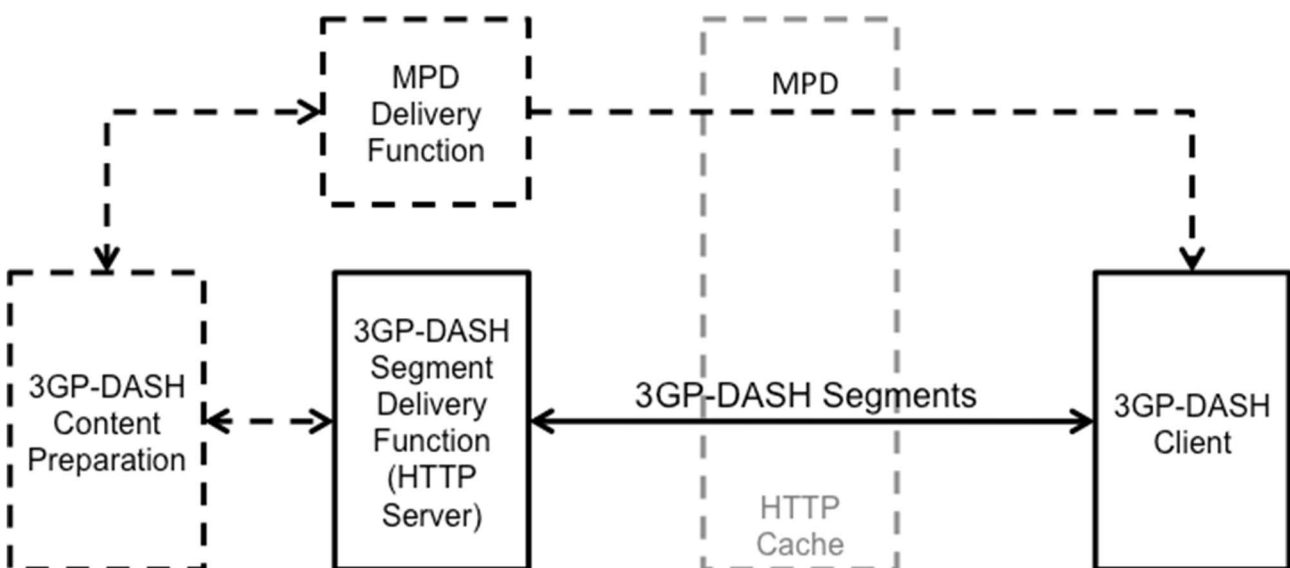 MPD
Delivery
Function
MPD
3GP-DASH
Content
Preparation
3GP-DASH
Segment
Delivery
Function
(HTTP
Server)
3GP-DASH Segments
HTTP
Cache
3GP-DASH
Client